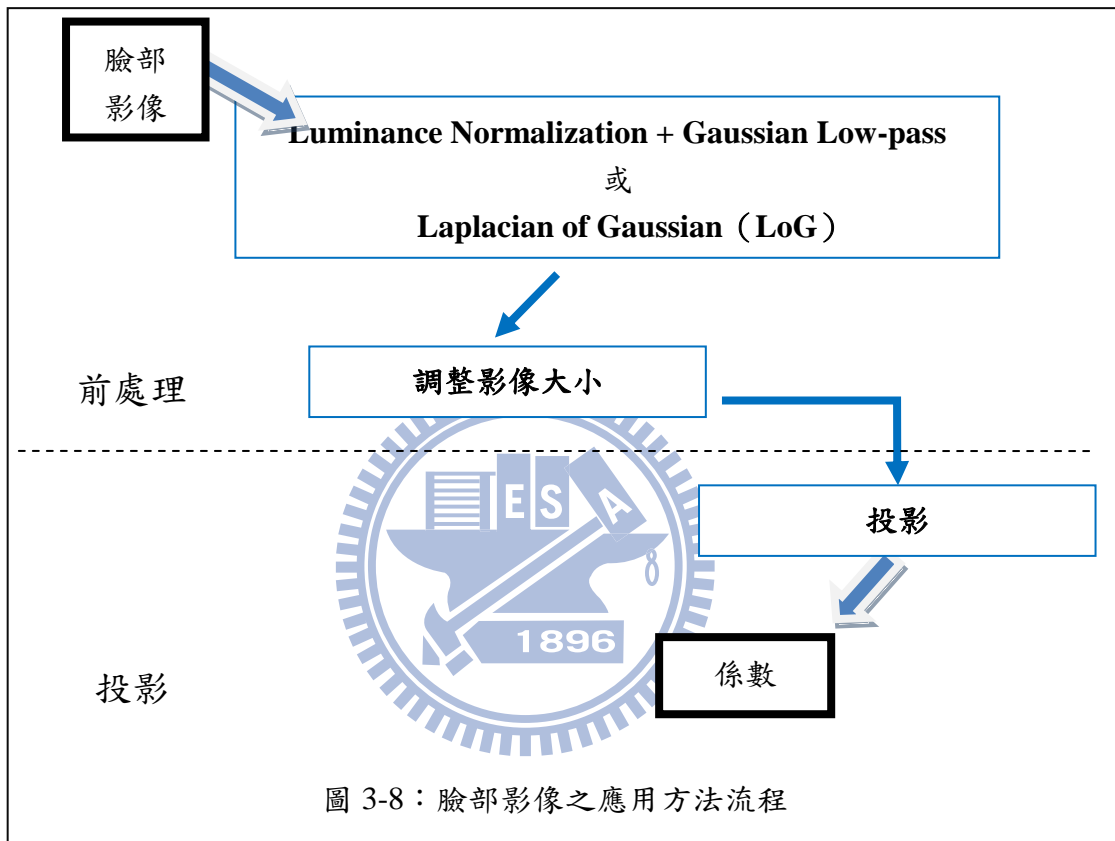 臉部
影像
Luminance Normalization + Gaussian Low-pass
或
Laplacian of Gaussian（LoG）
前處理
調整影像大小
投影
E S A
8
1896
投影
係數
圖 3-8：臉部影像之應用方法流程